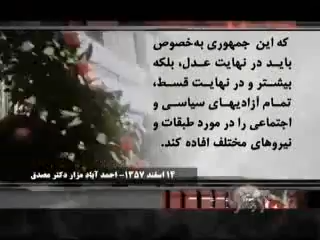 که این جمهوری به‌خصوص
باید در نهایت عدل، بلکه
بیشتر و در نهایت قسط،
تمام آزادیهای سیاسی و
اجتماعی را در مورد طبقات و
نیروهای مختلف افاده کند.
۱۴ اسفند ۱۳۵۷- احمد آباد مزار دکتر مصدق